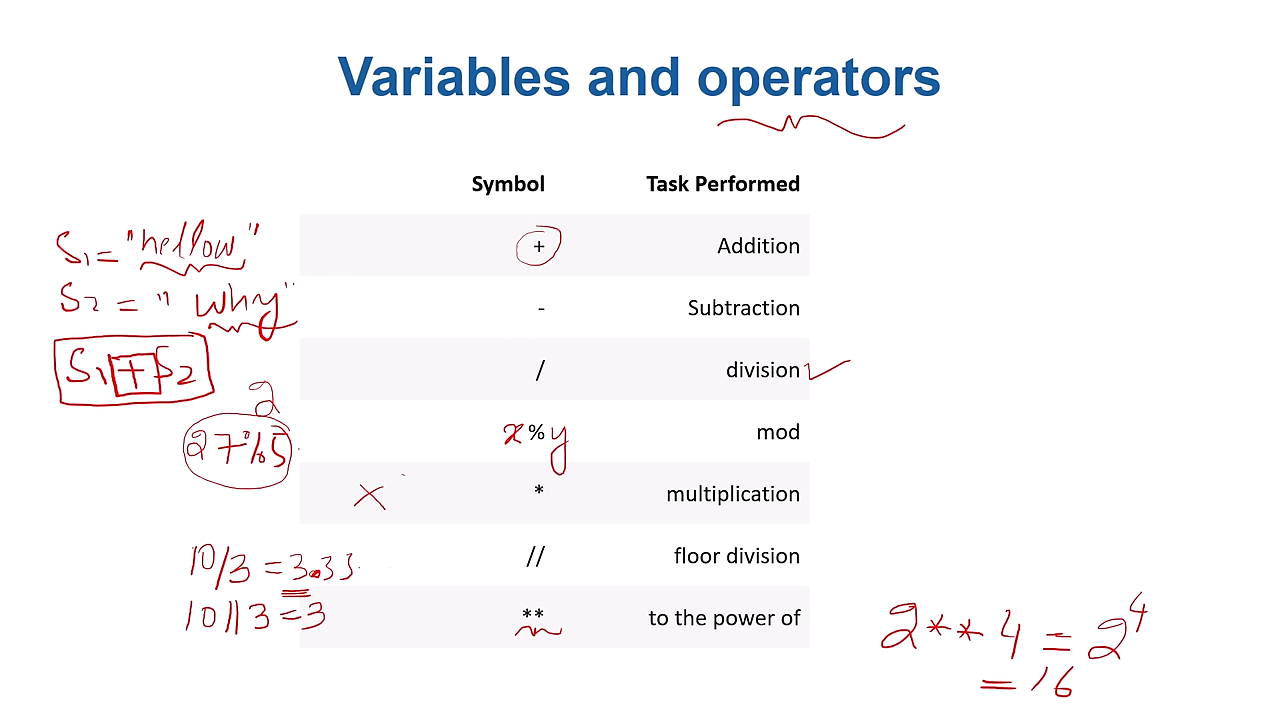 Variables and operators
Symbol Task Performed
S1 = "hellow" + Addition
S2 = "why" - Subtraction
S1 + S2 / division
2
27%5 x % y mod
× * multiplication
10/3 = 3.33 // floor division
10//3 = 3 ** to the power of
2**4 = 2^4
= 16